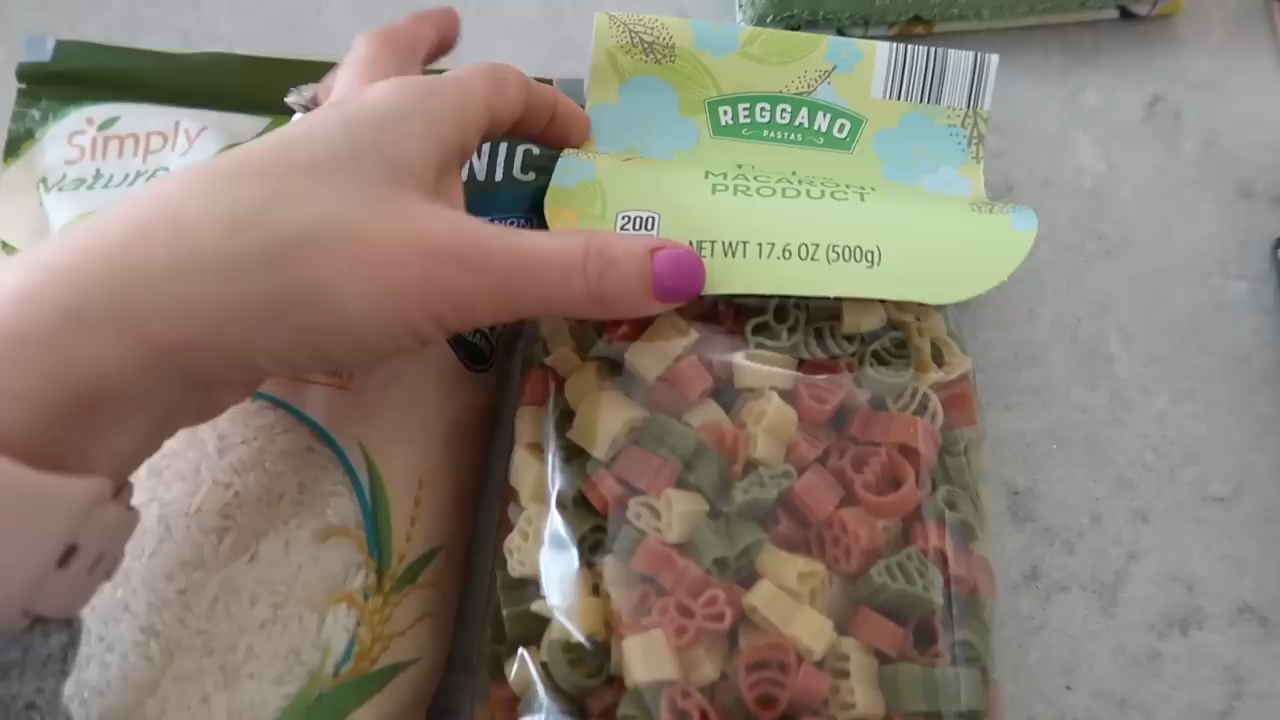 Simply
Nature
NIC
REGGANO
PASTAS
MACARONI
PRODUCT
200
NET WT 17.6 OZ (500g)